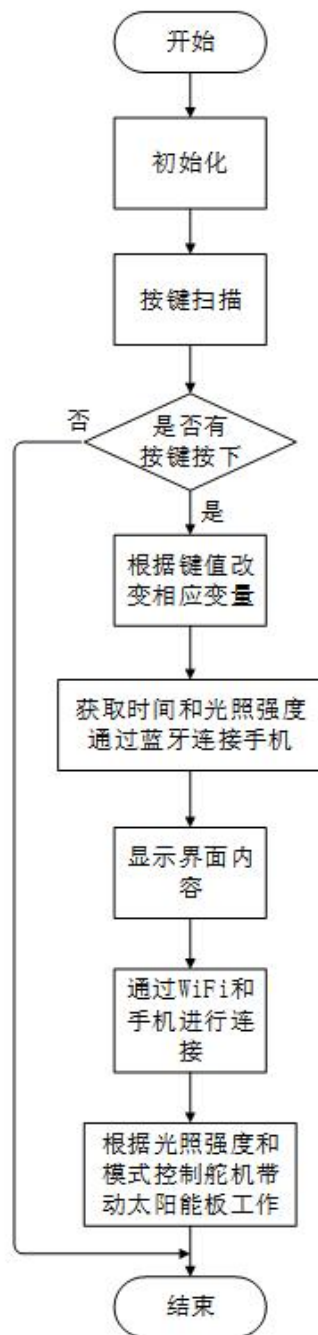 开始
初始化
按键扫描
是否有
按键按下
否
是
根据键值改
变相应变量
获取时间和光照强度
通过蓝牙连接手机
显示界面内
容
通过WiFi和
手机进行连
接
根据光照强度和
模式控制舵机带
动太阳能板工作
结束